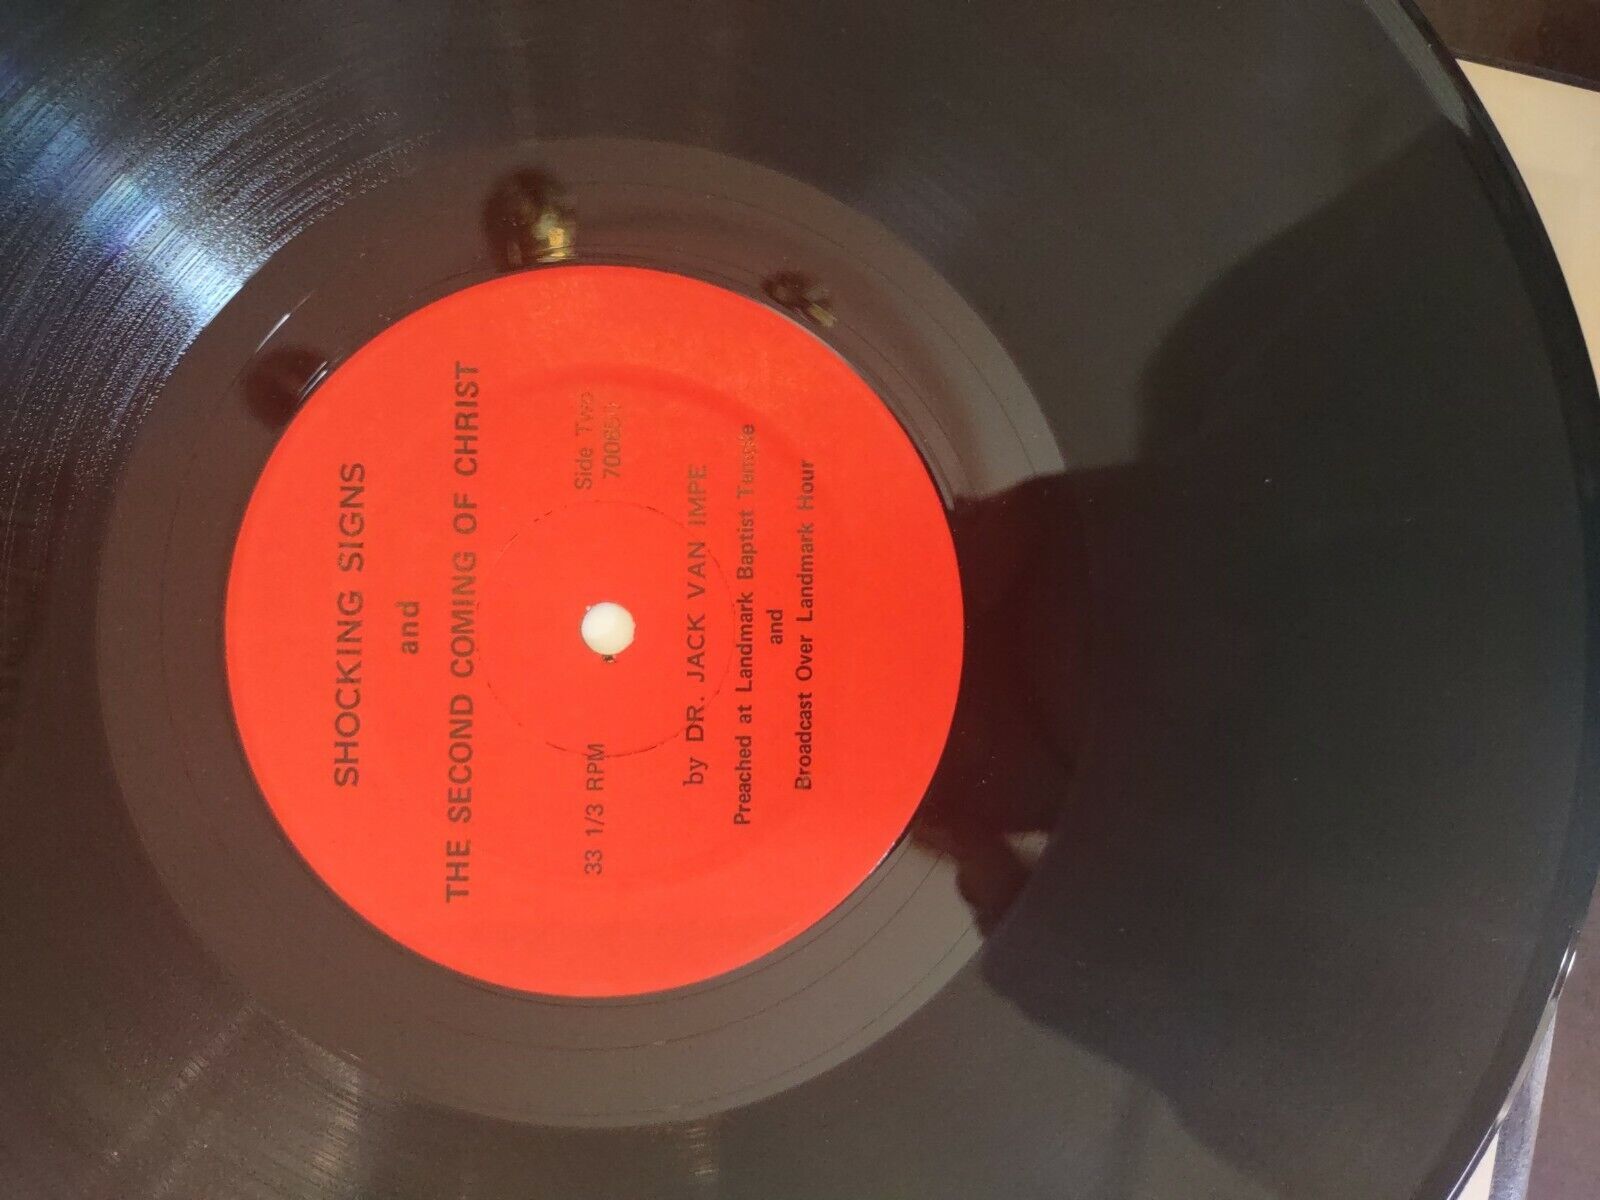 SHOCKING SIGNS
and
THE SECOND COMING OF CHRIST
Side Two
33 1/3 RPM
by DR. JACK VAN IMPE
Preached at Landmark Baptist Temple
and
Broadcast Over Landmark Hour